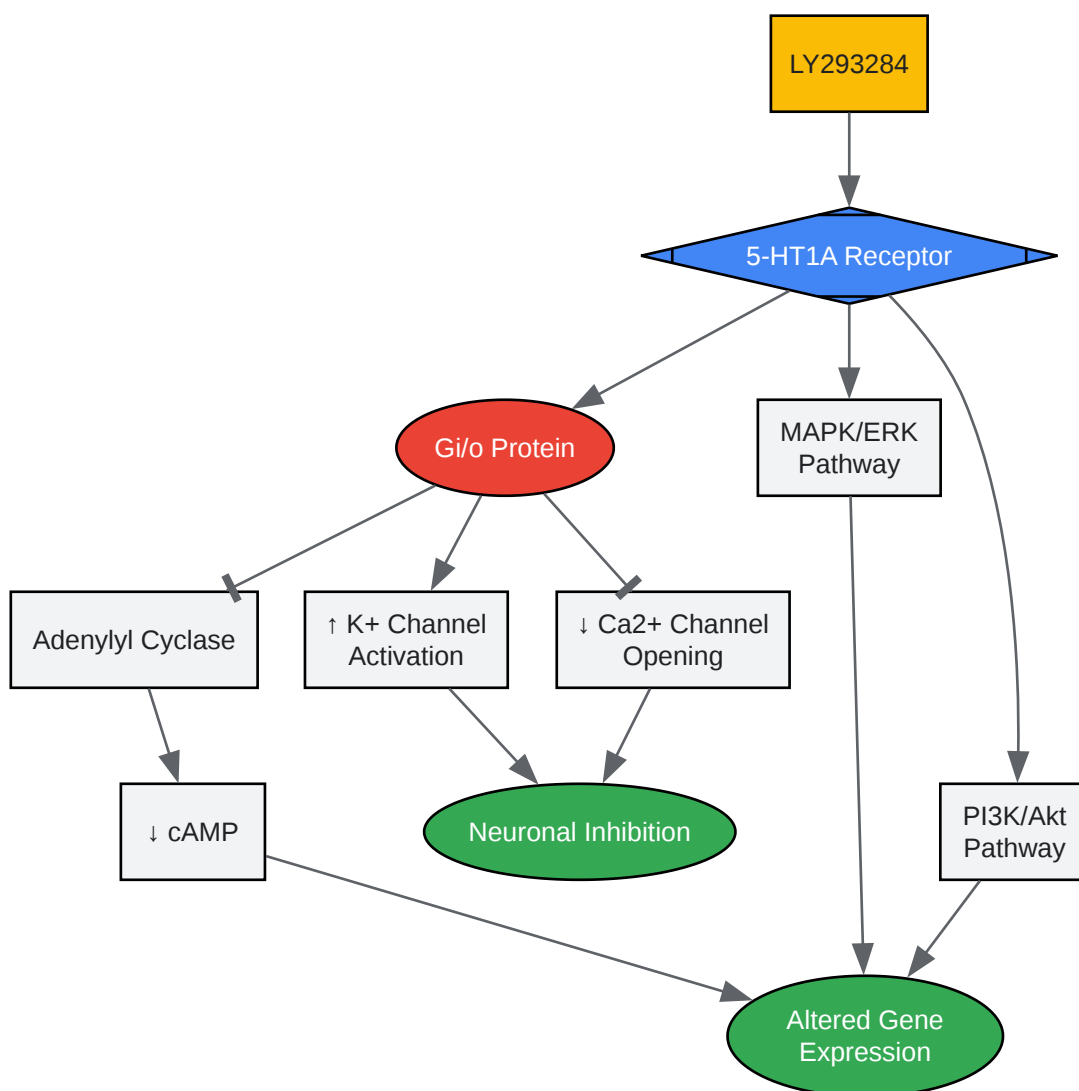 LY293284
5-HT1A Receptor
Gi/o Protein
MAPK/ERK
Pathway
Adenylyl Cyclase
↑ K+ Channel
Activation
↓ Ca2+ Channel
Opening
↓ cAMP
Neuronal Inhibition
PI3K/Akt
Pathway
Altered Gene
Expression